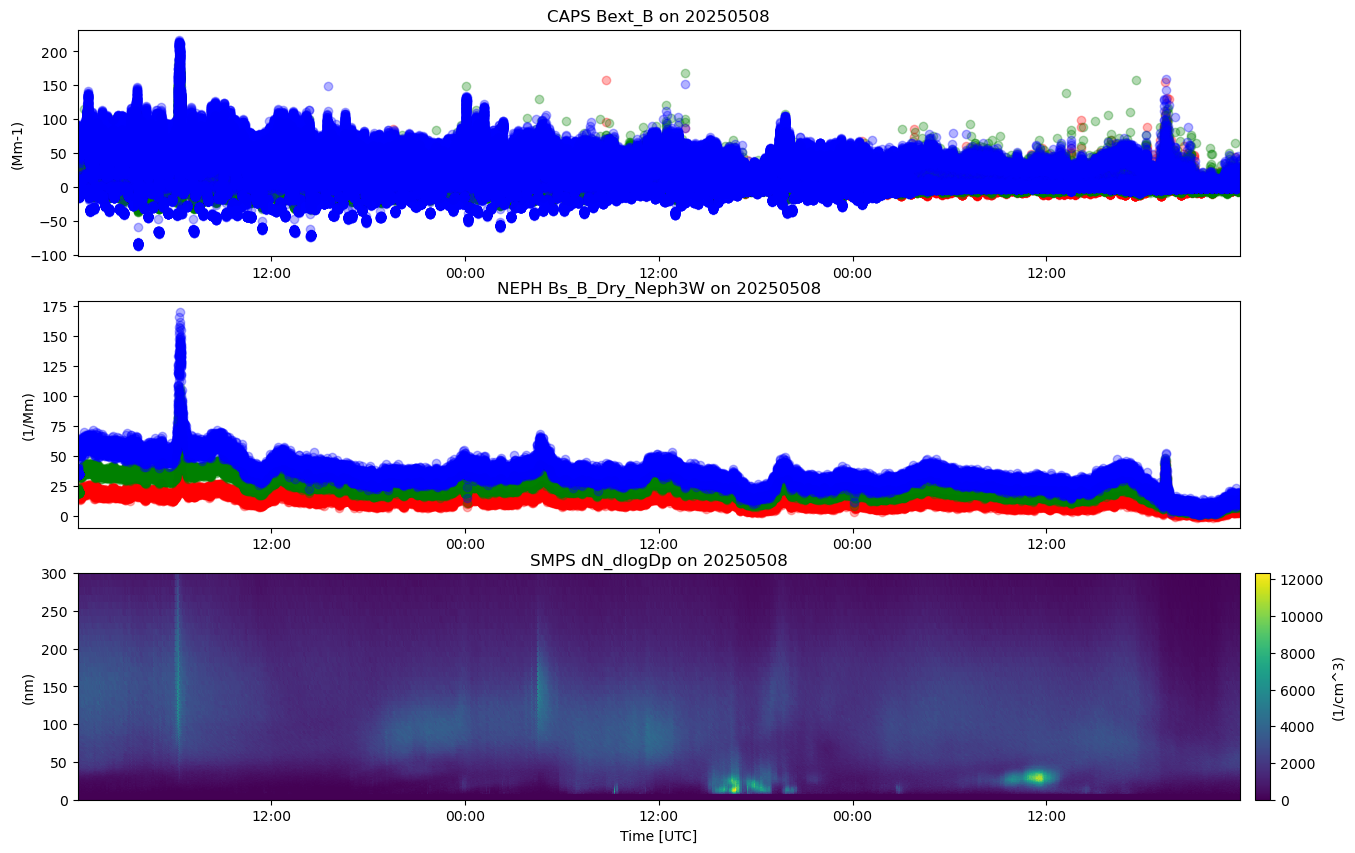 CAPS Bext_B on 20250508
200
150
100
50
0
−50
−100
(Mm-1)
12:00 00:00 12:00 00:00 12:00
NEPH Bs_B_Dry_Neph3W on 20250508
175
150
125
100
75
50
25
0
(1/Mm)
12:00 00:00 12:00 00:00 12:00
SMPS dN_dlogDp on 20250508
300
250
200
150
100
50
0
(nm)
12:00 00:00 12:00 00:00 12:00
Time [UTC]
12000
10000
8000
6000
4000
2000
0
(1/cm^3)